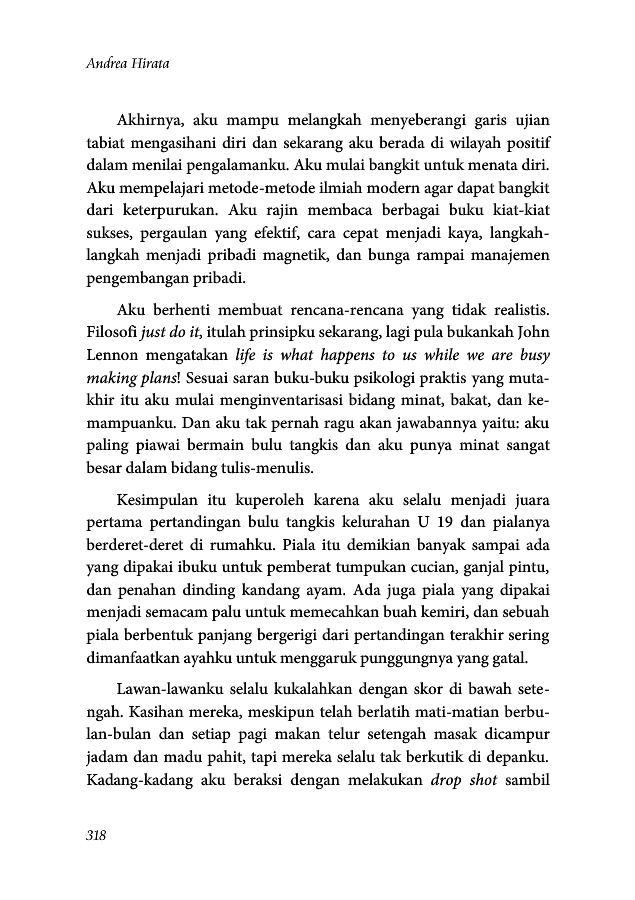 Andrea Hirata
Akhirnya, aku mampu melangkah menyeberangi garis ujian
tabiat mengasihani diri dan sekarang aku berada di wilayah positif
dalam menilai pengalamanku. Aku mulai bangkit untuk menata diri.
Aku mempelajari metode-metode ilmiah modern agar dapat bangkit
dari keterpurukan. Aku rajin membaca berbagai buku kiat-kiat
sukses, pergaulan yang efektif, cara cepat menjadi kaya, langkah-
langkah menjadi pribadi magnetik, dan bunga rampai manajemen
pengembangan pribadi.
Aku berhenti membuat rencana-rencana yang tidak realistis.
Filosofi just do it, itulah prinsipku sekarang, lagi pula bukankah John
Lennon mengatakan life is what happens to us while we are busy
making plans! Sesuai saran buku-buku psikologi praktis yang muta-
khir itu aku mulai menginventarisasi bidang minat, bakat, dan ke-
mampuanku. Dan aku tak pernah ragu akan jawabannya yaitu: aku
paling piawai bermain bulu tangkis dan aku punya minat sangat
besar dalam bidang tulis-menulis.
Kesimpulan itu kuperoleh karena aku selalu menjadi juara
pertama pertandingan bulu tangkis kelurahan U 19 dan pialanya
berderet-deret di rumahku. Piala itu demikian banyak sampai ada
yang dipakai ibuku untuk pemberat tumpukan cucian, ganjal pintu,
dan penahan dinding kandang ayam. Ada juga piala yang dipakai
menjadi semacam palu untuk memecahkan buah kemiri, dan sebuah
piala berbentuk panjang bergerigi dari pertandingan terakhir sering
dimanfaatkan ayahku untuk menggaruk punggungnya yang gatal.
Lawan-lawanku selalu kukalahkan dengan skor di bawah sete-
ngah. Kasihan mereka, meskipun telah berlatih mati-matian berbu-
lan-bulan dan setiap pagi makan telur setengah masak dicampur
jadam dan madu pahit, tapi mereka selalu tak berkutik di depanku.
Kadang-kadang aku beraksi dengan melakukan drop shot sambil
318